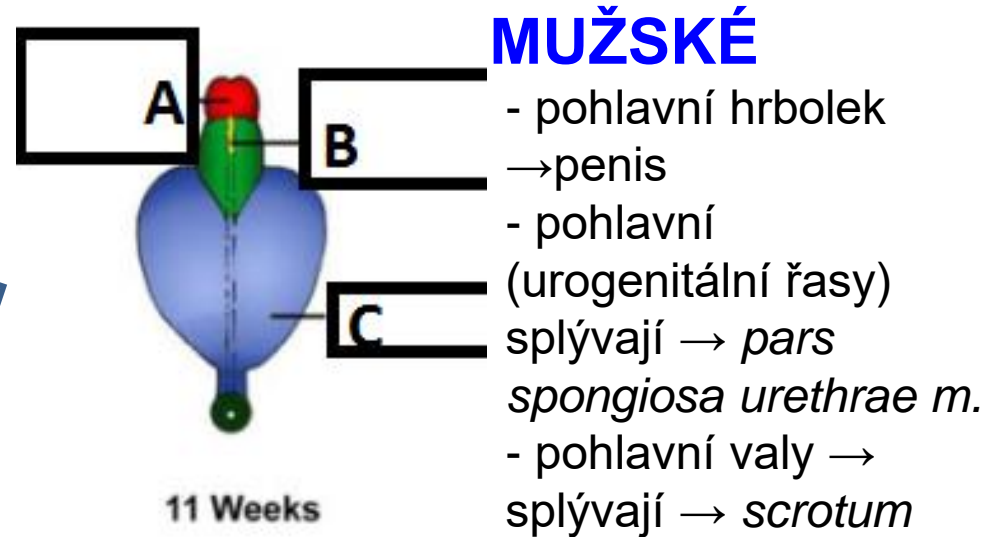 A
B
C
11 Weeks
MUŽSKÉ
- pohlavní hrbolek
→penis
- pohlavní
(urogenitální řasy)
splývají → pars
spongiosa urethrae m.
- pohlavní valy →
splývají → scrotum